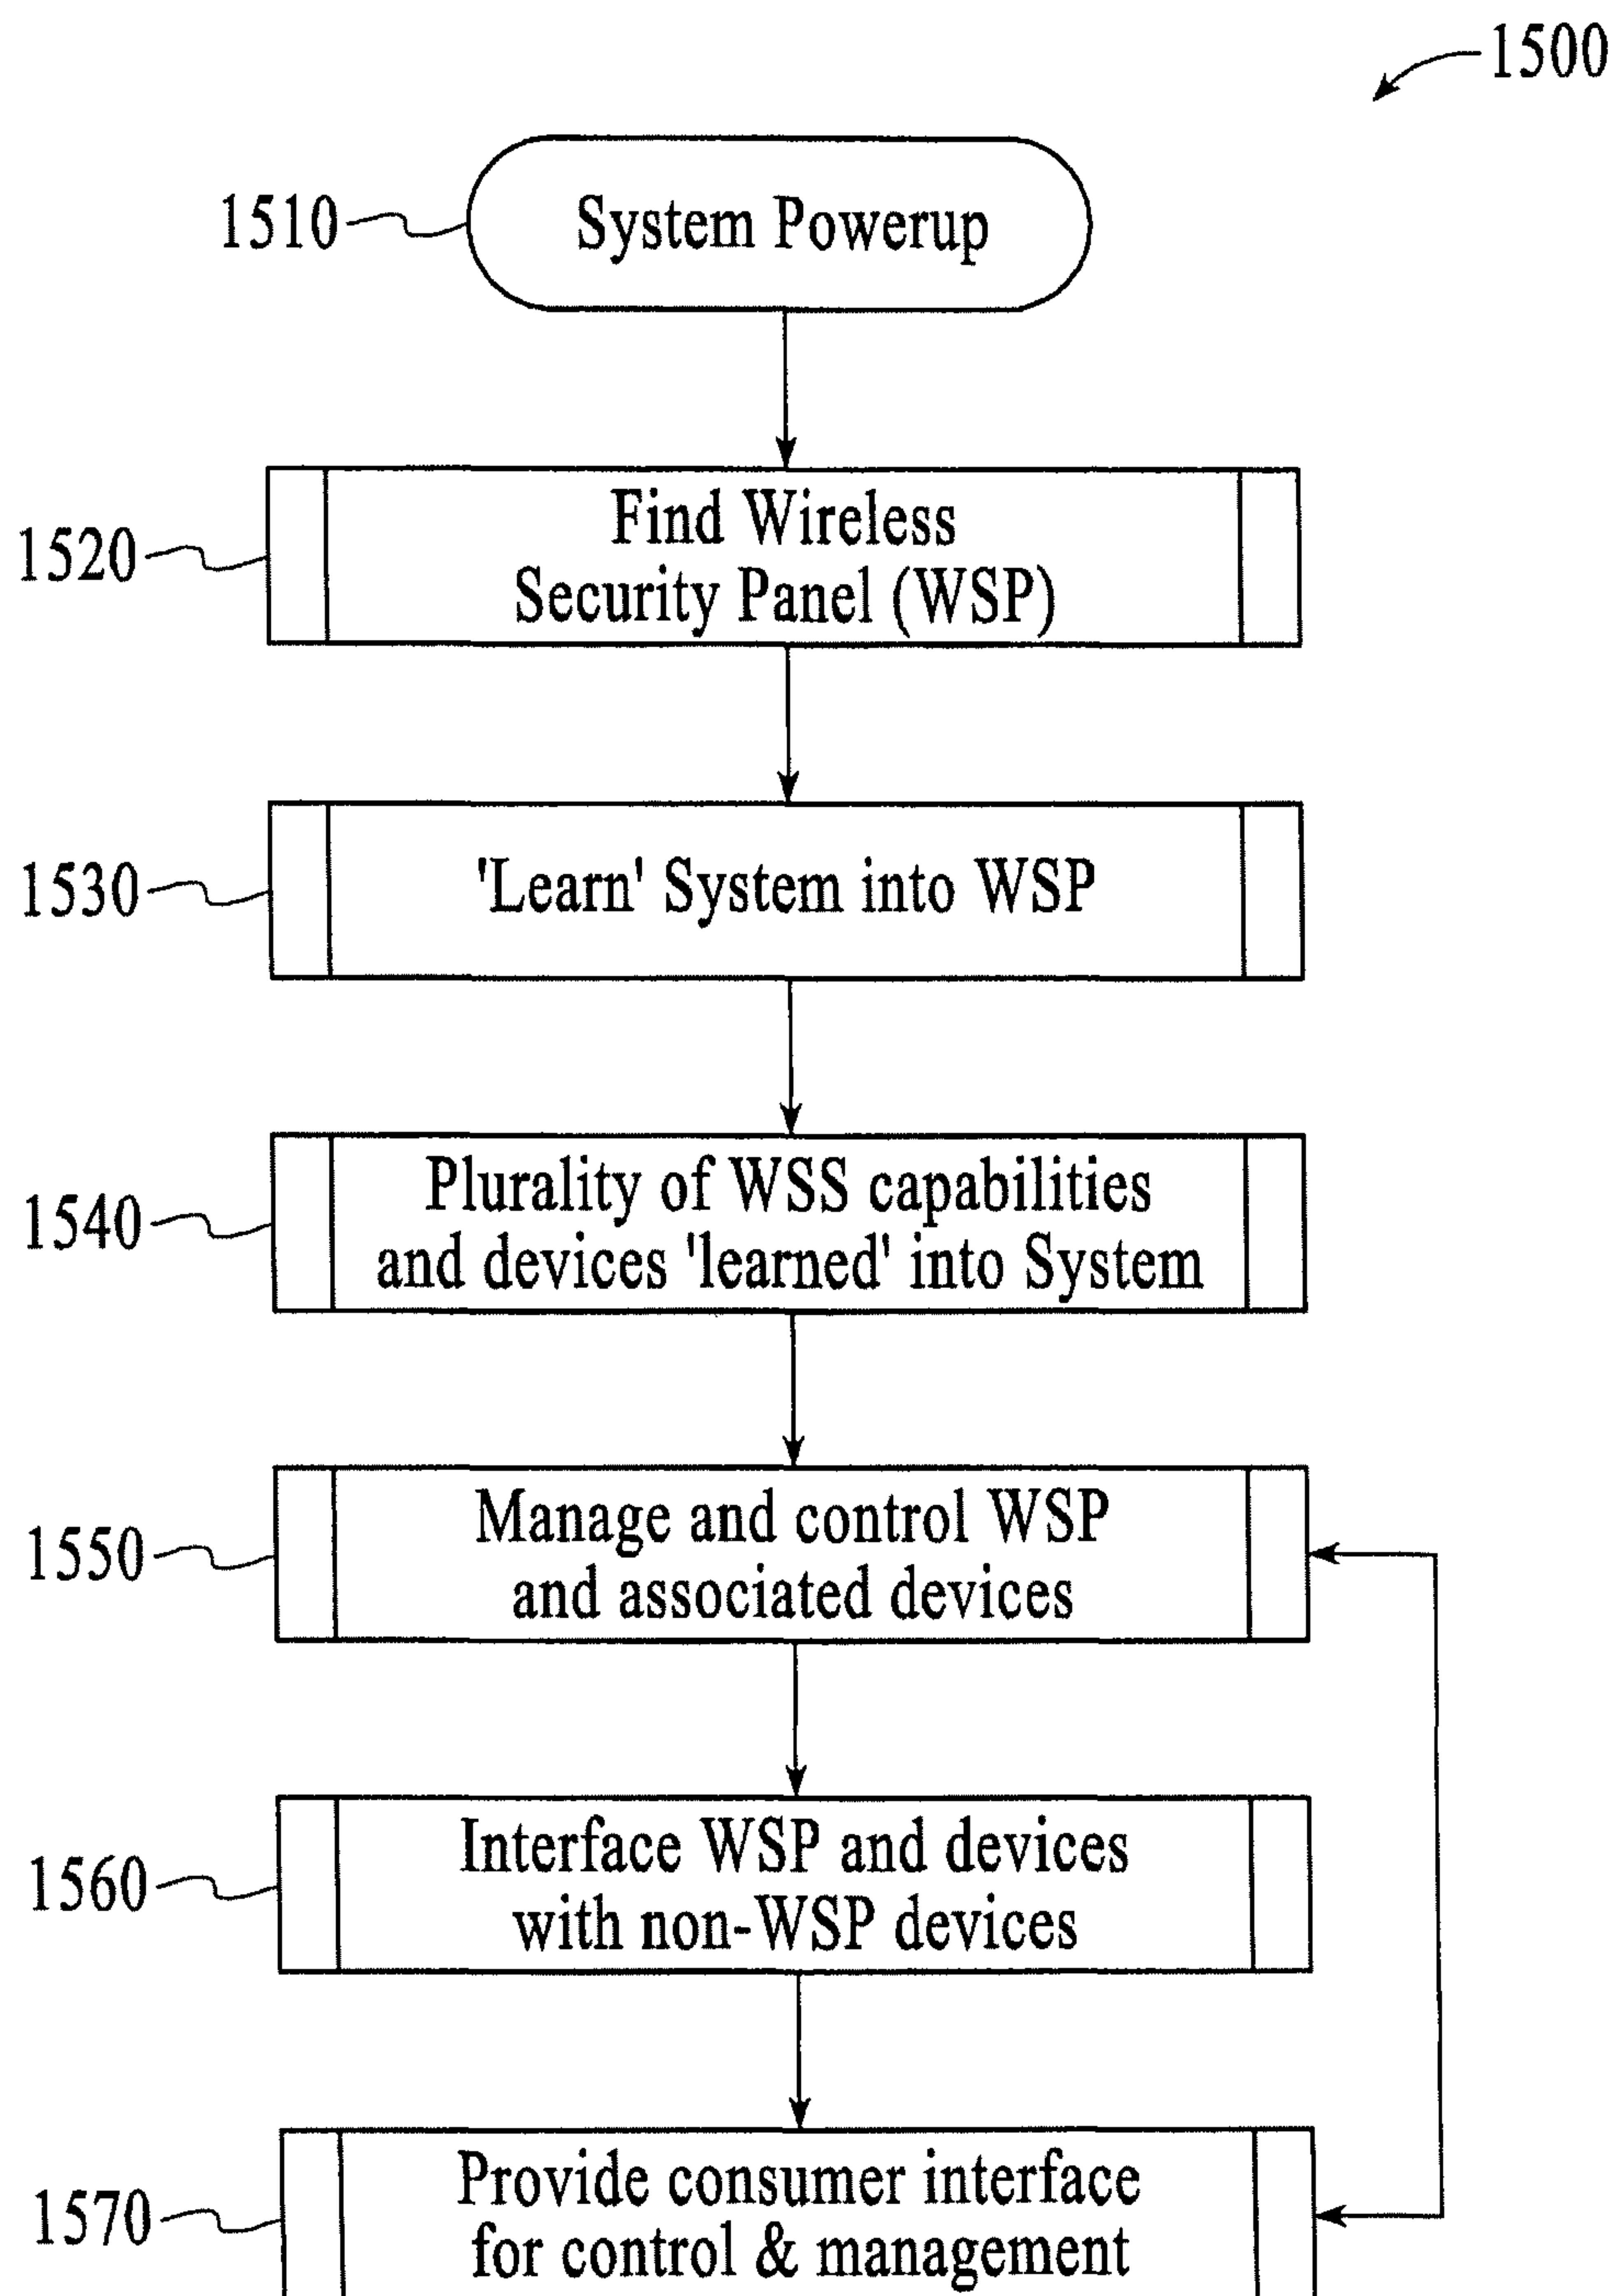 1500
1510
System Powerup
1520
Find Wireless
Security Panel (WSP)
1530
'Learn' System into WSP
1540
Plurality of WSS capabilities
and devices 'learned' into System
1550
Manage and control WSP
and associated devices
1560
Interface WSP and devices
with non-WSP devices
1570
Provide consumer interface
for control & management